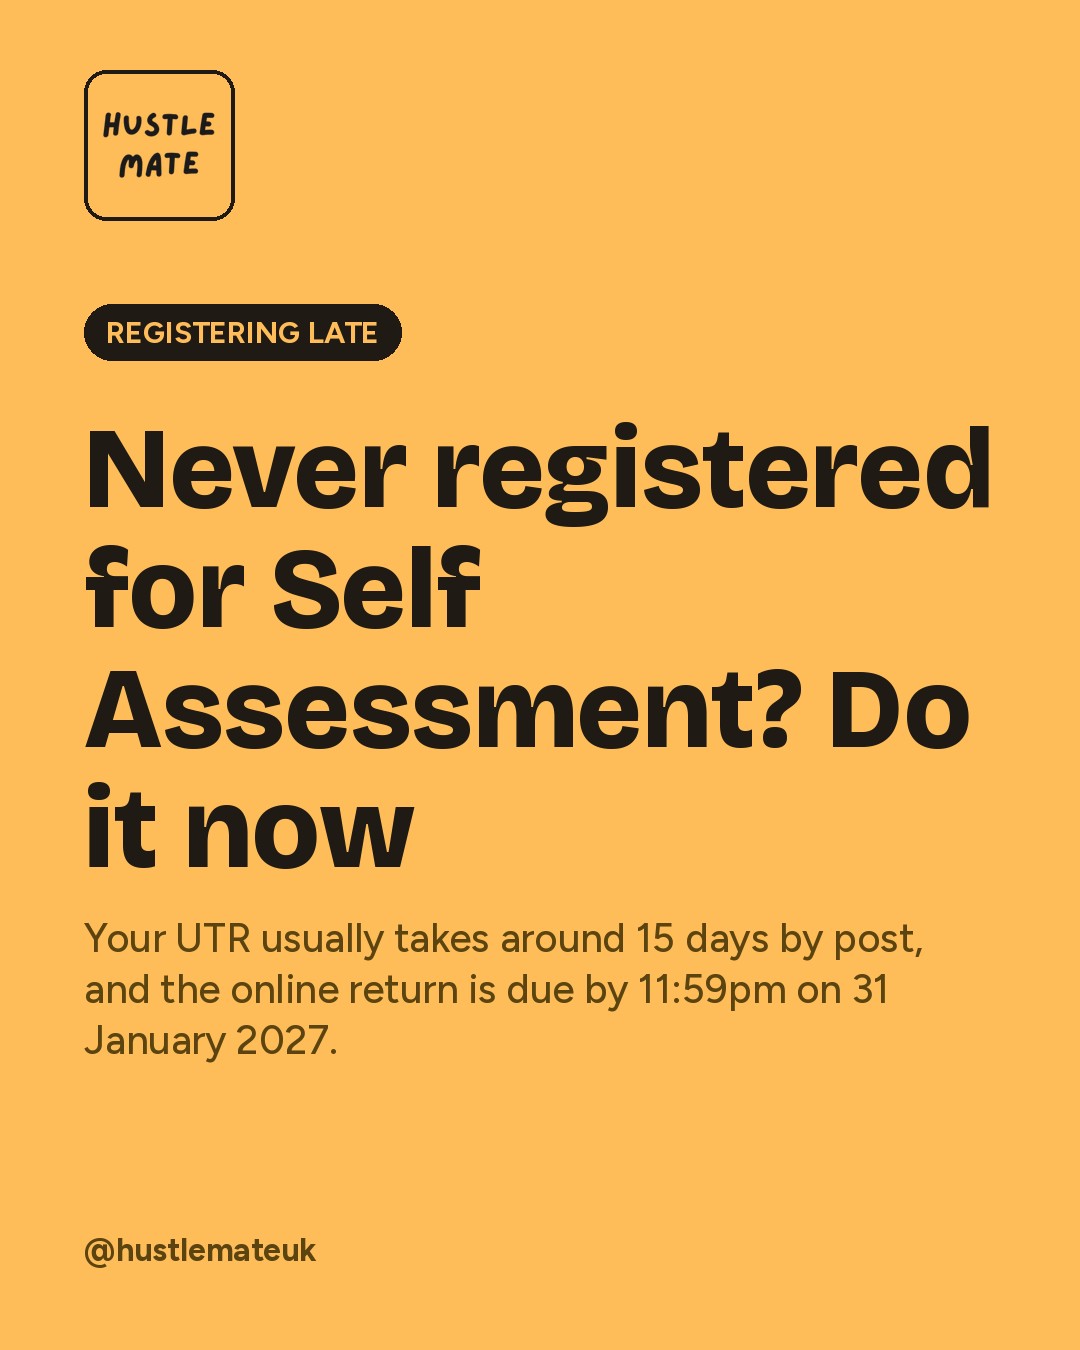 HUSTLE
MATE
REGISTERING LATE
Never registered
for Self
Assessment? Do
it now
Your UTR usually takes around 15 days by post,
and the online return is due by 11:59pm on 31
January 2027.
@hustlemateuk